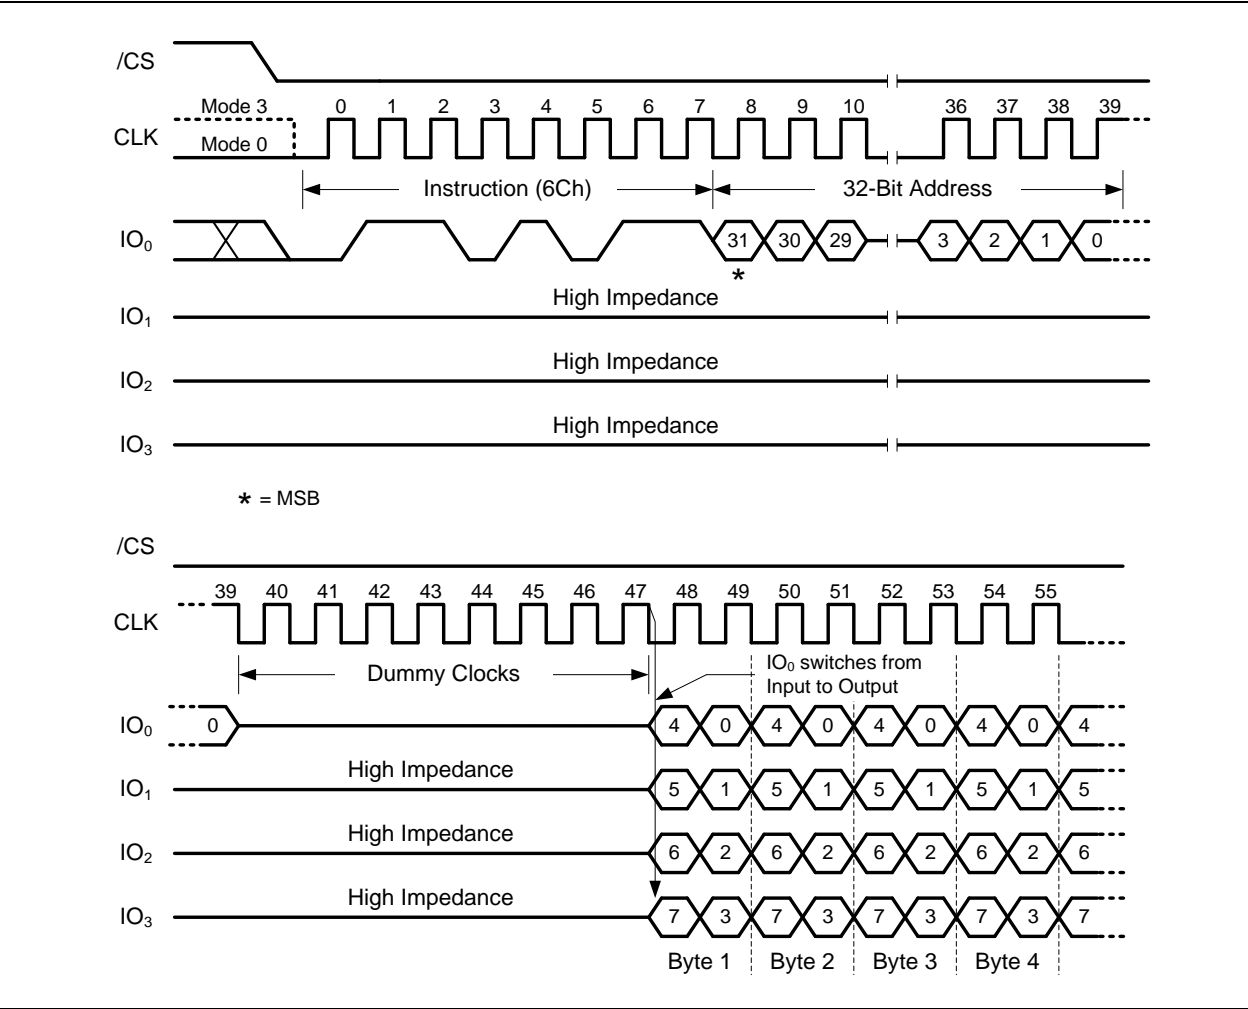 /CS
Mode 3 0 1 2 3 4 5 6 7 8 9 10 36 37 38 39
CLK
Mode 0
Instruction (6Ch) 32-Bit Address
IO0 31 30 29 3 2 1 0
*
High Impedance
IO1
High Impedance
IO2
High Impedance
IO3
* = MSB
/CS
39 40 41 42 43 44 45 46 47 48 49 50 51 52 53 54 55
CLK
Dummy Clocks
IO0 switches from
Input to Output
IO0 0 4 0 4 0 4 0 4 0 4
High Impedance
IO1 5 1 5 1 5 1 5 1 5
High Impedance
IO2 6 2 6 2 6 2 6 2 6
High Impedance
IO3 7 3 7 3 7 3 7 3 7
Byte 1 Byte 2 Byte 3 Byte 4